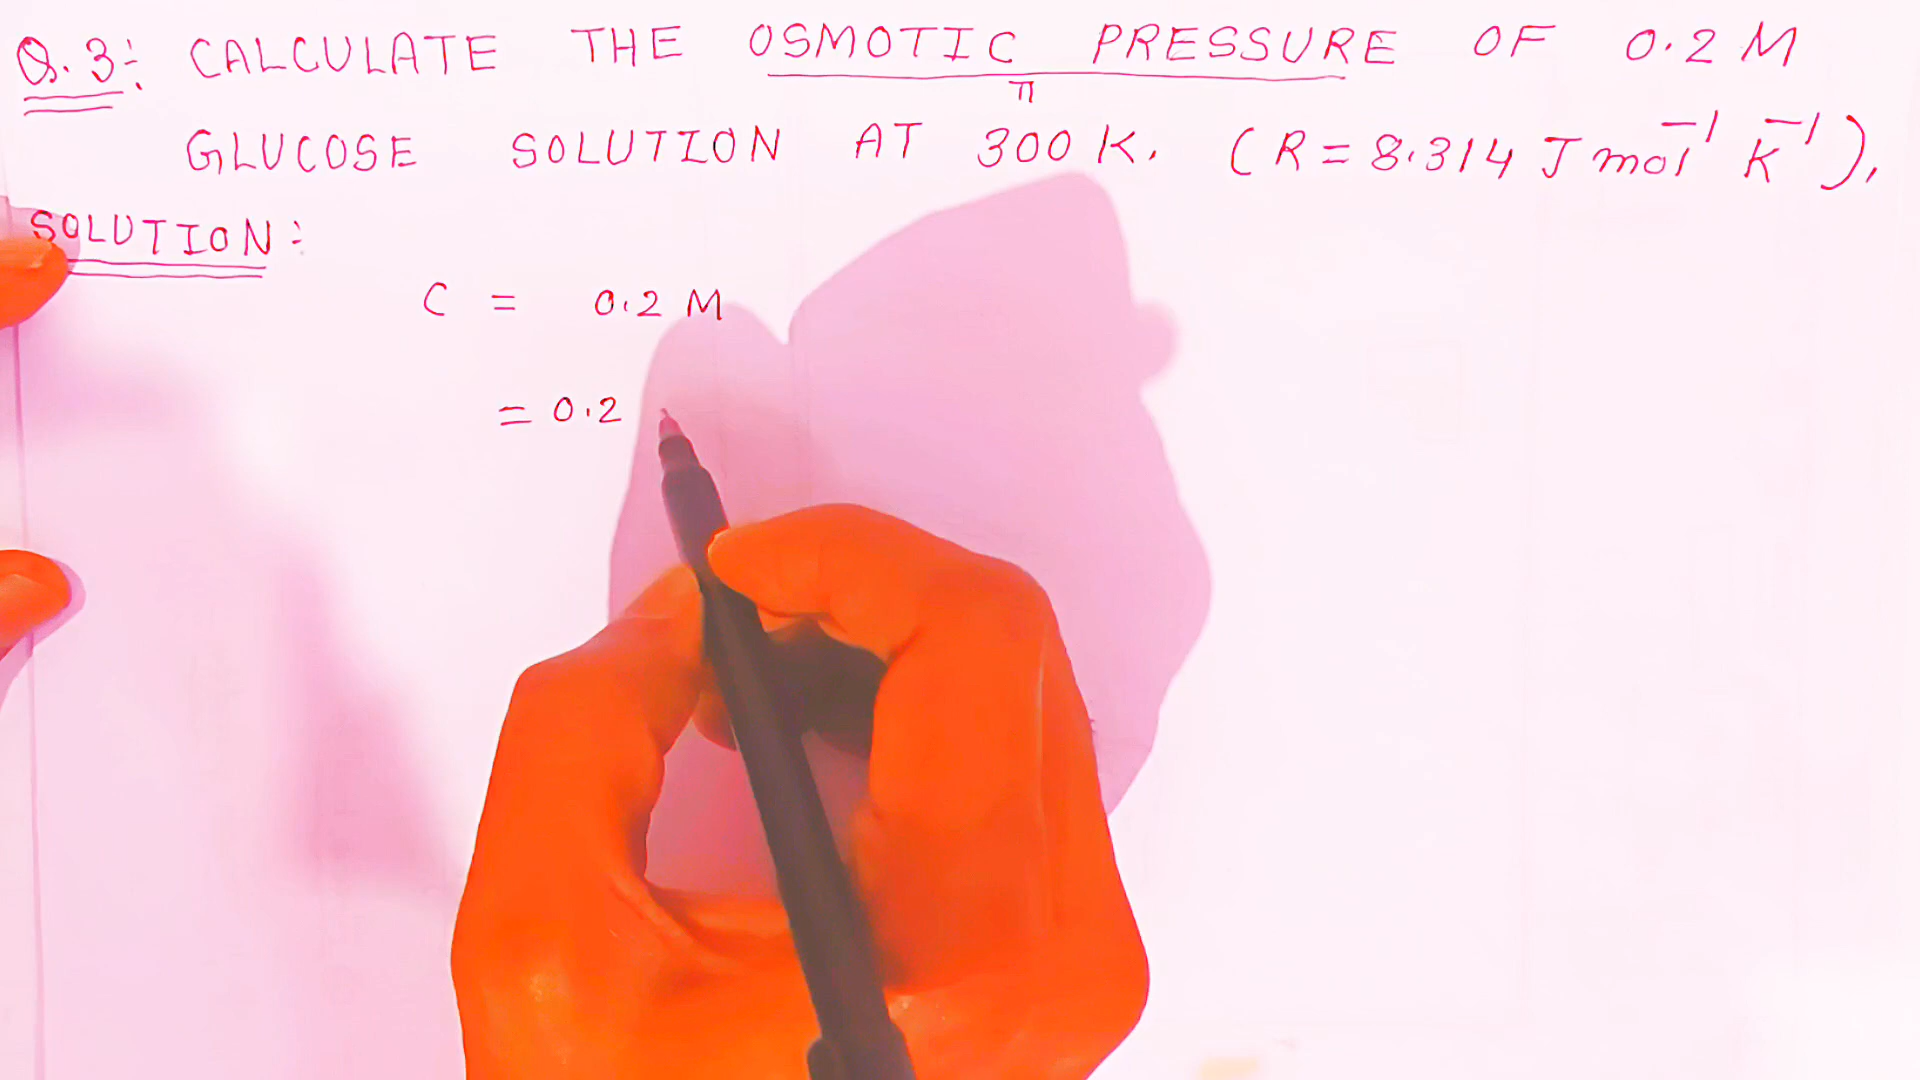 Q.3:- CALCULATE THE OSMOTIC PRESSURE OF 0.2 M
π
GLUCOSE SOLUTION AT 300 K. (R = 8.314 J mol⁻¹ K⁻¹).
SOLUTION:-
C = 0.2 M
= 0.2